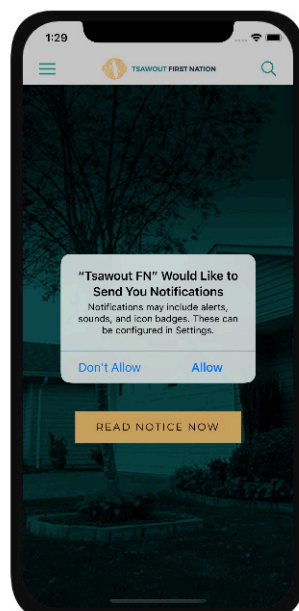 1:29
TSAWOUT FIRST NATION
“Tsawout FN” Would Like to
Send You Notifications
Notifications may include alerts,
sounds, and icon badges. These can
be configured in Settings.
Don't Allow
Allow
READ NOTICE NOW